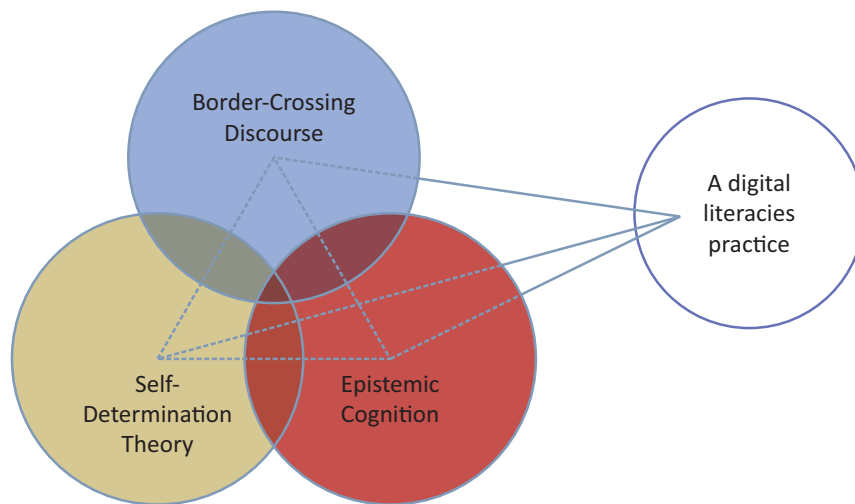 Border-Crossing
Discourse
A digital
literacies
practice
Self-
Determination
Theory
Epistemic
Cognition